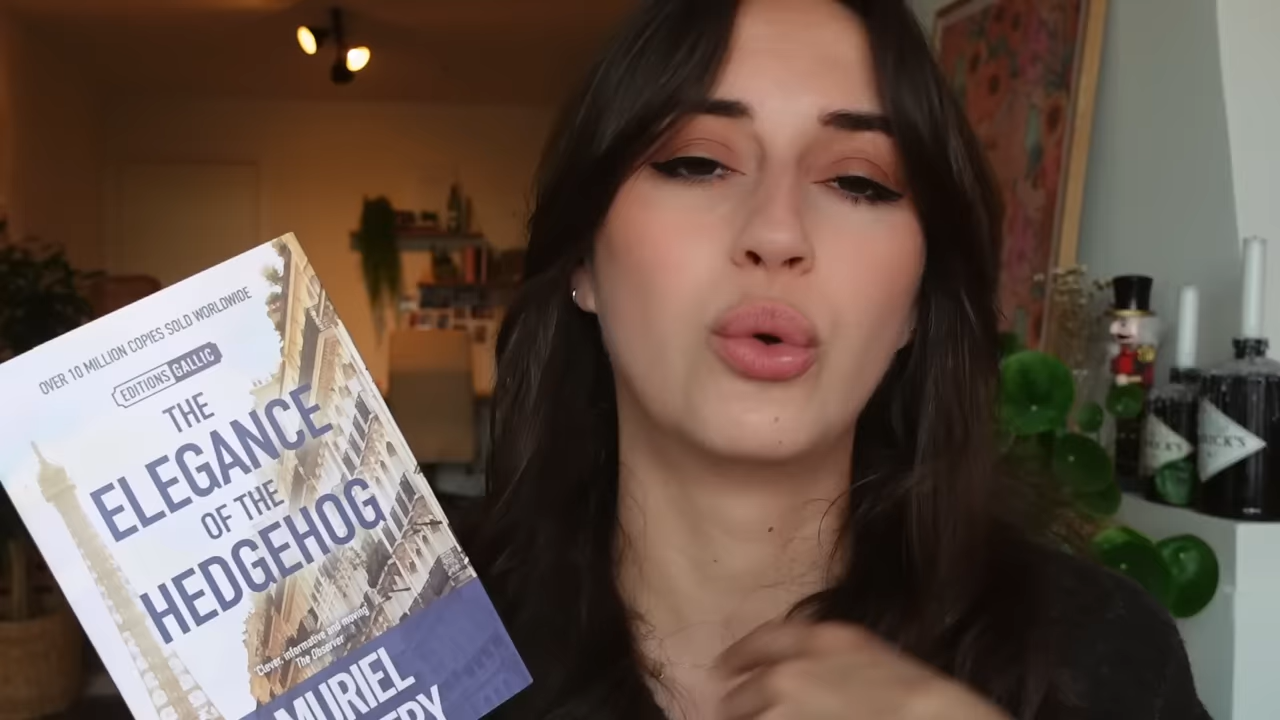 OVER 10 MILLION COPIES SOLD WORLDWIDE
EDITIONS GALLIC
THE
ELEGANCE
OF THE
HEDGEHOG
'Clever, informative and moving'
The Observer
MURIEL